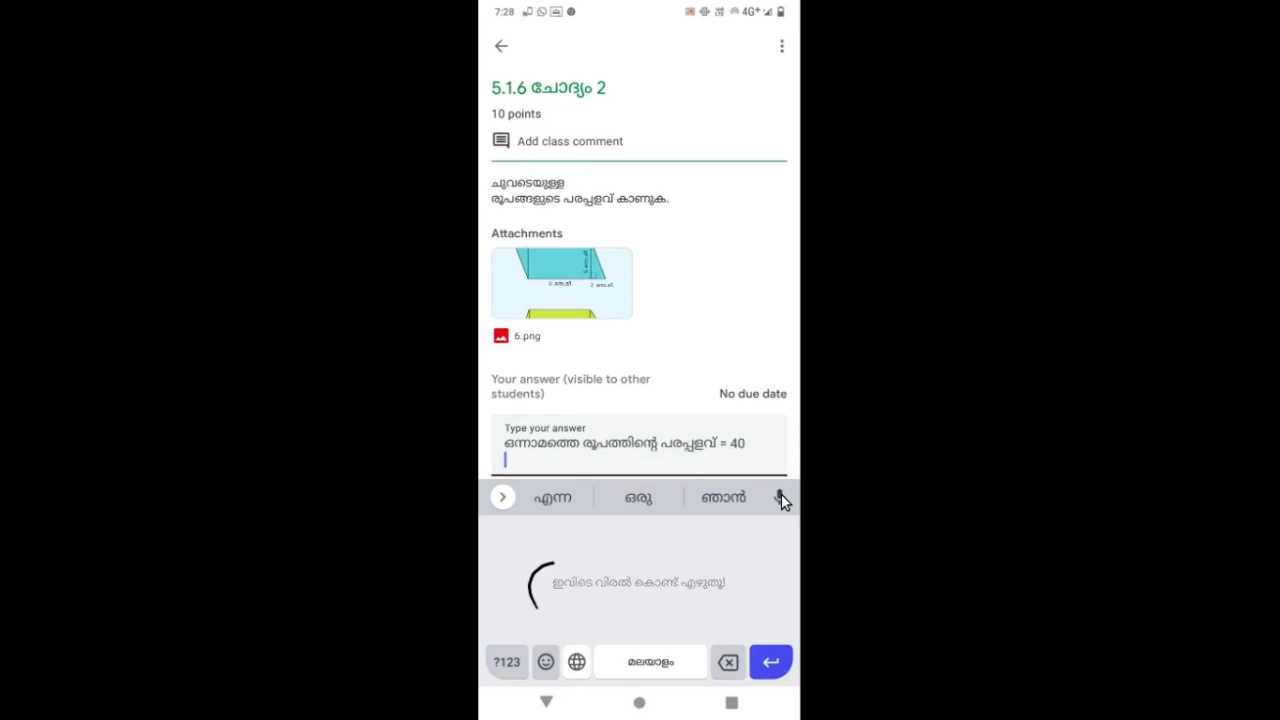 7:28
4G+
5.1.6 ചോദ്യം 2
10 points
Add class comment
ചുവടെയുള്ള
രൂപങ്ങളുടെ പരപ്പളവ് കാണുക.
Attachments
2 സെ.മീ.
6.png
Your answer (visible to other
students)
No due date
Type your answer
ഒന്നാമത്തെ രൂപത്തിന്റെ പരപ്പളവ് = 40
എന്ന ഒരു ഞാൻ
ഇവിടെ വിരൽ കൊണ്ട് എഴുതൂ!
?123
മലയാളം